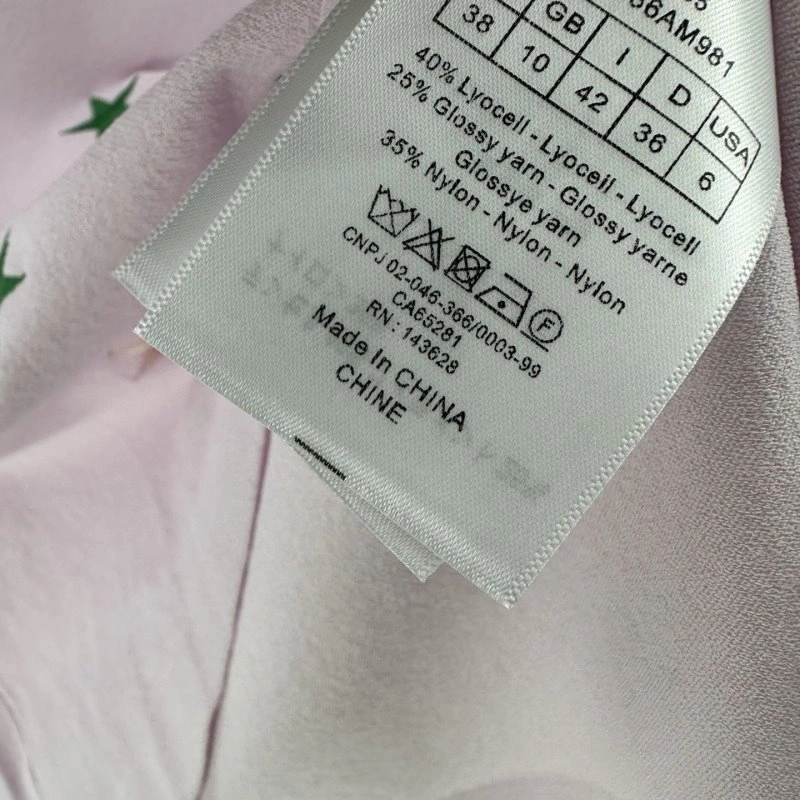 36AM981
GB I D USA
38 10 42 36 6
40% Lyocell - Lyocell - Lyocell
25% Glossy yarn - Glossy yarne
Glossye yarn
35% Nylon - Nylon - Nylon
F
CNPJ 02-046-366/0003-99
CA65281
RN : 143628
Made In CHINA
CHINE